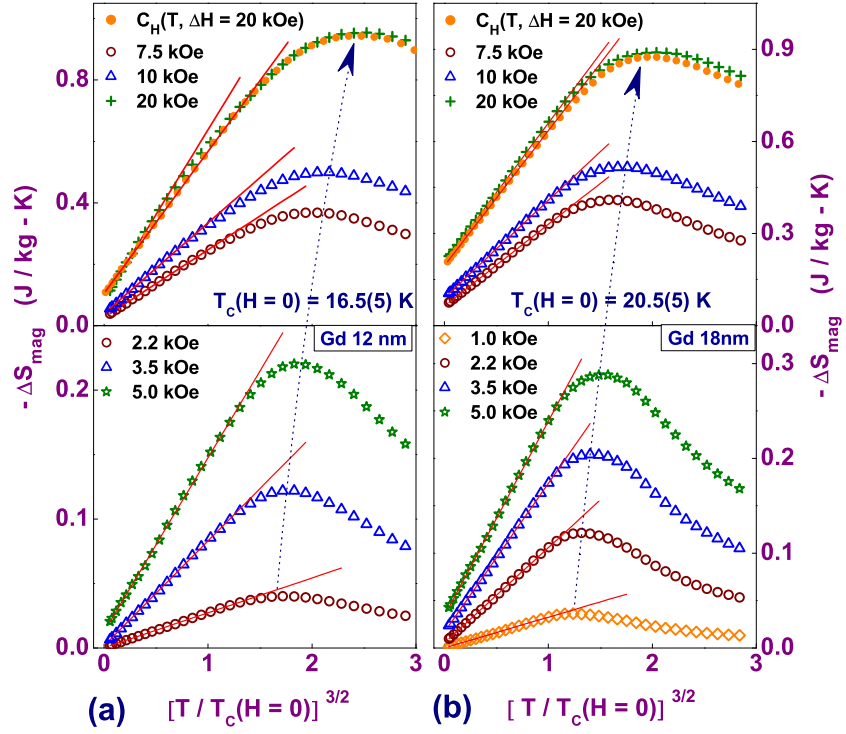 C_H(T, ΔH = 20 kOe)
7.5 kOe
10 kOe
20 kOe
T_C(H = 0) = 16.5(5) K
0.8
0.4
0.0
- ΔS_mag (J / kg - K)
Gd 12 nm
2.2 kOe
3.5 kOe
5.0 kOe
0.2
0.1
0.0
0 1 2 3
(a) [T / T_C(H = 0)]^3/2
C_H(T, ΔH = 20 kOe)
7.5 kOe
10 kOe
20 kOe
T_C(H = 0) = 20.5(5) K
0.9
0.6
0.3
0.0
- ΔS_mag (J / kg - K)
Gd 18nm
1.0 kOe
2.2 kOe
3.5 kOe
5.0 kOe
0.3
0.2
0.1
0.0
1 2 3
(b) [ T / T_C(H = 0)]^3/2